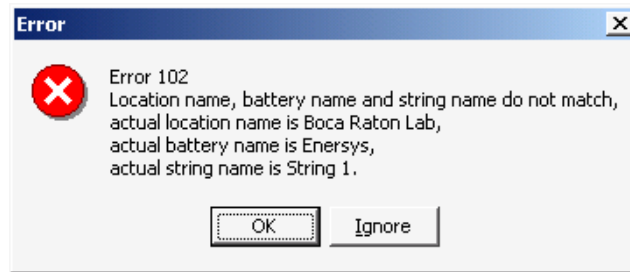 Error
Error 102
Location name, battery name and string name do not match,
actual location name is Boca Raton Lab,
actual battery name is Enersys,
actual string name is String 1.
OK
Ignore